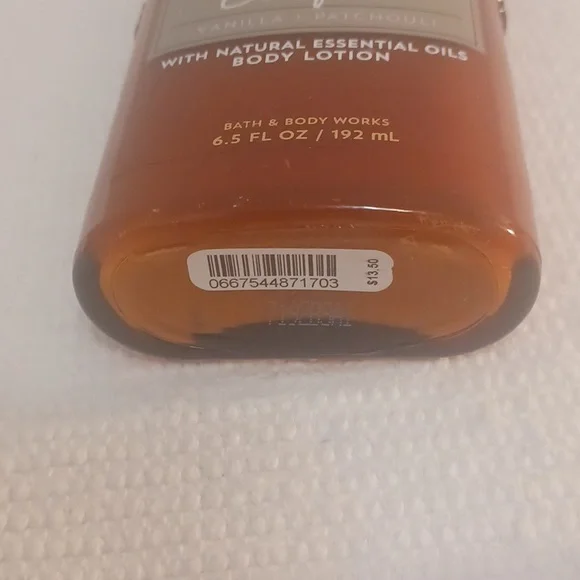 VANILLA | PATCHOULI
WITH NATURAL ESSENTIAL OILS
BODY LOTION
BATH & BODY WORKS
6.5 FL OZ / 192 mL
0667544871703
$13.50